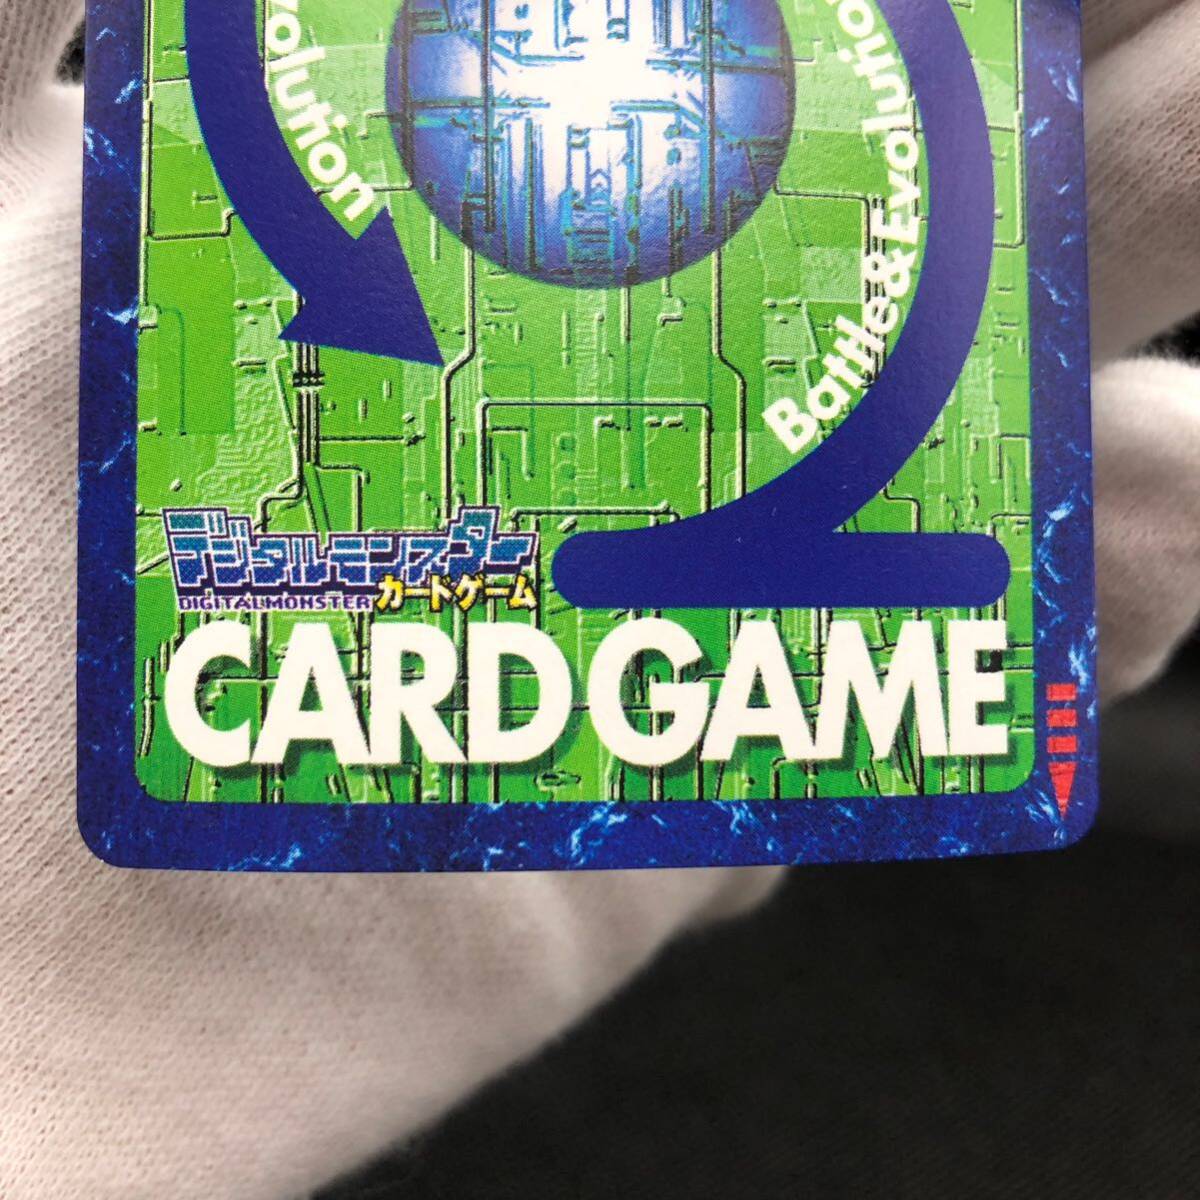 olution
Battle&Evolution
デジタルモンスター
DIGITALMONSTER カードゲーム
CARD GAME